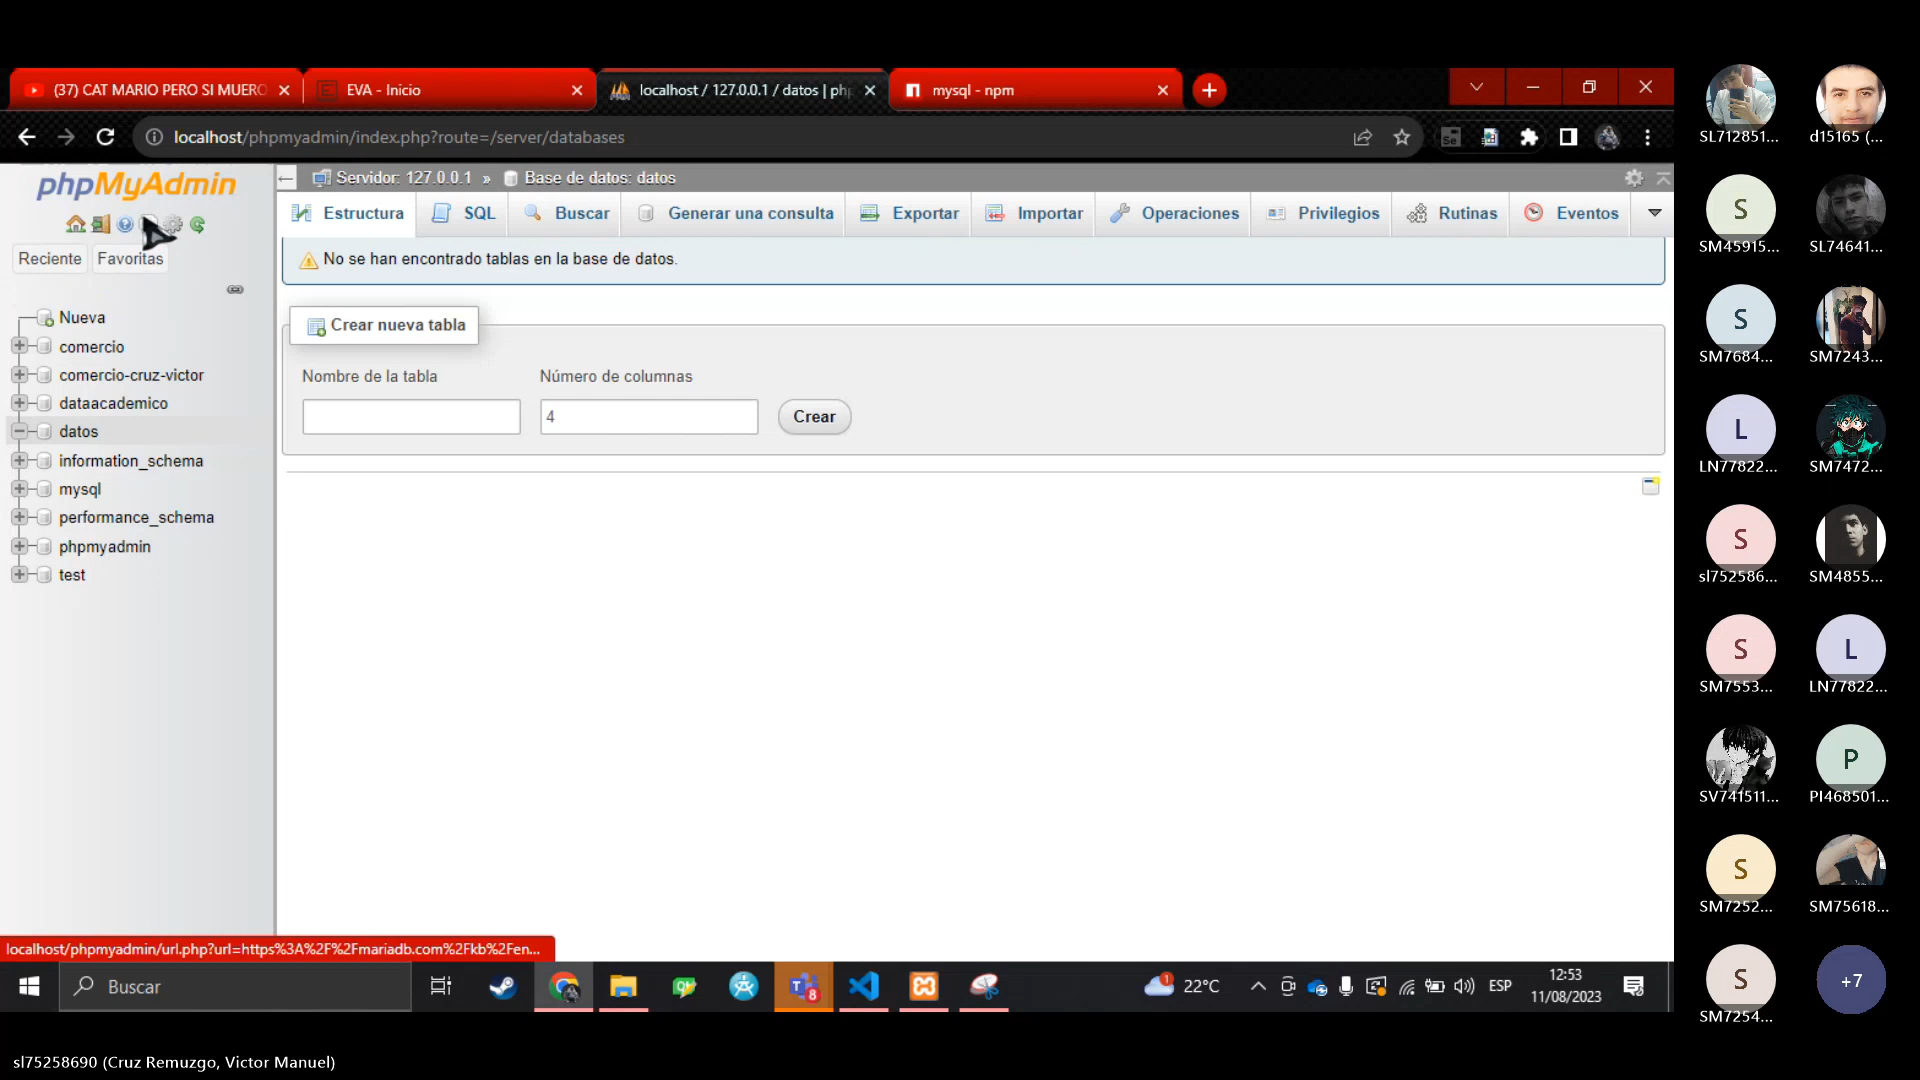 (37) CAT MARIO PERO SI MUERO
EVA - Inicio
localhost / 127.0.0.1 / datos | php
mysql - npm
localhost/phpmyadmin/index.php?route=/server/databases
phpMyAdmin
Reciente
Favoritas
Nueva
comercio
comercio-cruz-victor
dataacademico
datos
information_schema
mysql
performance_schema
phpmyadmin
test
Servidor: 127.0.0.1 » Base de datos: datos
Estructura
SQL
Buscar
Generar una consulta
Exportar
Importar
Operaciones
Privilegios
Rutinas
Eventos
No se han encontrado tablas en la base de datos.
Crear nueva tabla
Nombre de la tabla
Número de columnas
4
Crear
localhost/phpmyadmin/url.php?url=https%3A%2F%2Fmariadb.com%2Fkb%2Fen...
Buscar
8
1
22°C
ESP
12:53
11/08/2023
SL712851...
d15165 (...
S
SM45915...
SL74641...
S
SM7684...
SM7243...
L
LN77822...
SM7472...
S
sl752586...
SM4855...
S
SM7553...
L
LN77822...
SV741511...
P
PI468501...
S
SM7252...
SM75618...
S
SM7254...
+7
sl75258690 (Cruz Remuzgo, Victor Manuel)